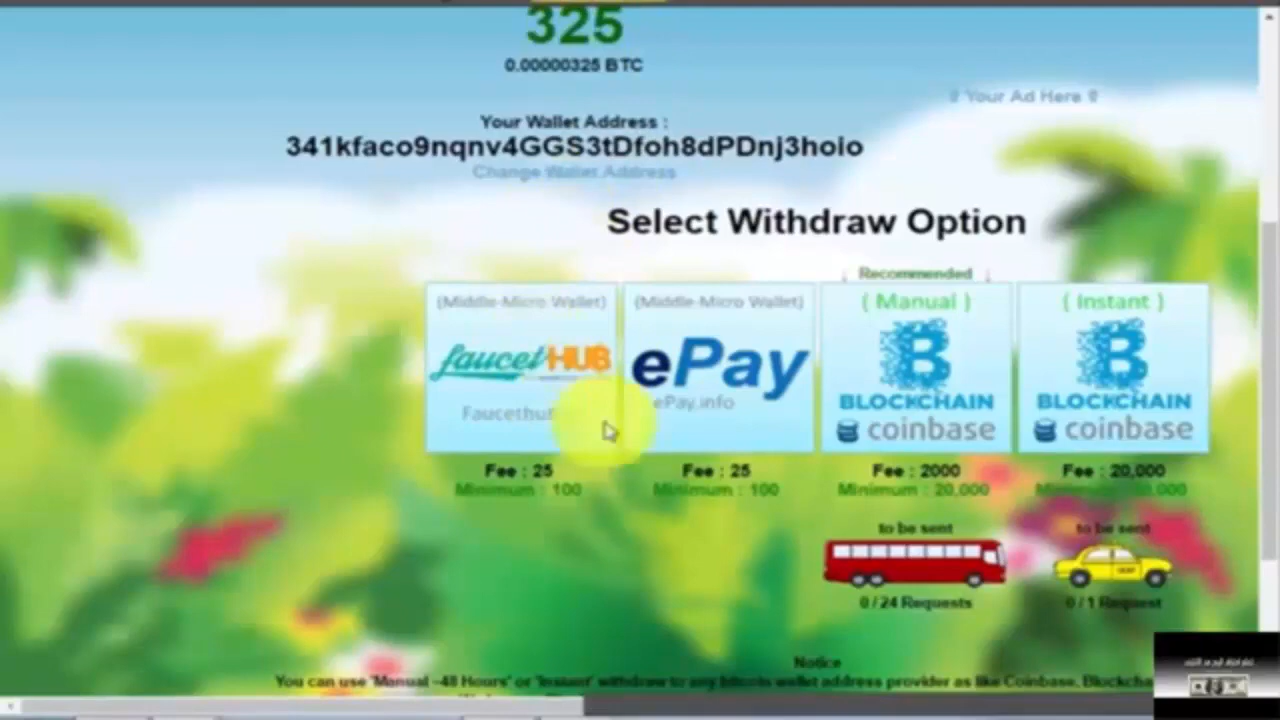 325
0.00000325 BTC
Your Ad Here
Your Wallet Address :
341kfaco9nqnv4GGS3tDfoh8dPDnj3hoio
Change Wallet Address
Select Withdraw Option
↓ Recommended ↓
(Middle-Micro Wallet) (Middle-Micro Wallet) ( Manual ) ( Instant )
faucetHUB ePay BLOCKCHAIN BLOCKCHAIN
ePay.info coinbase coinbase
Fee : 25 Fee : 25 Fee : 2000 Fee : 20,000
Minimum : 100 Minimum : 100 Minimum : 20,000
to be sent to be sent
0 / 24 Requests 0 / 1 Request
Notice
You can use 'Manual ~48 Hours' or 'Instant' withdraw to any bitcoin wallet address provider as like Coinbase, Blockcha